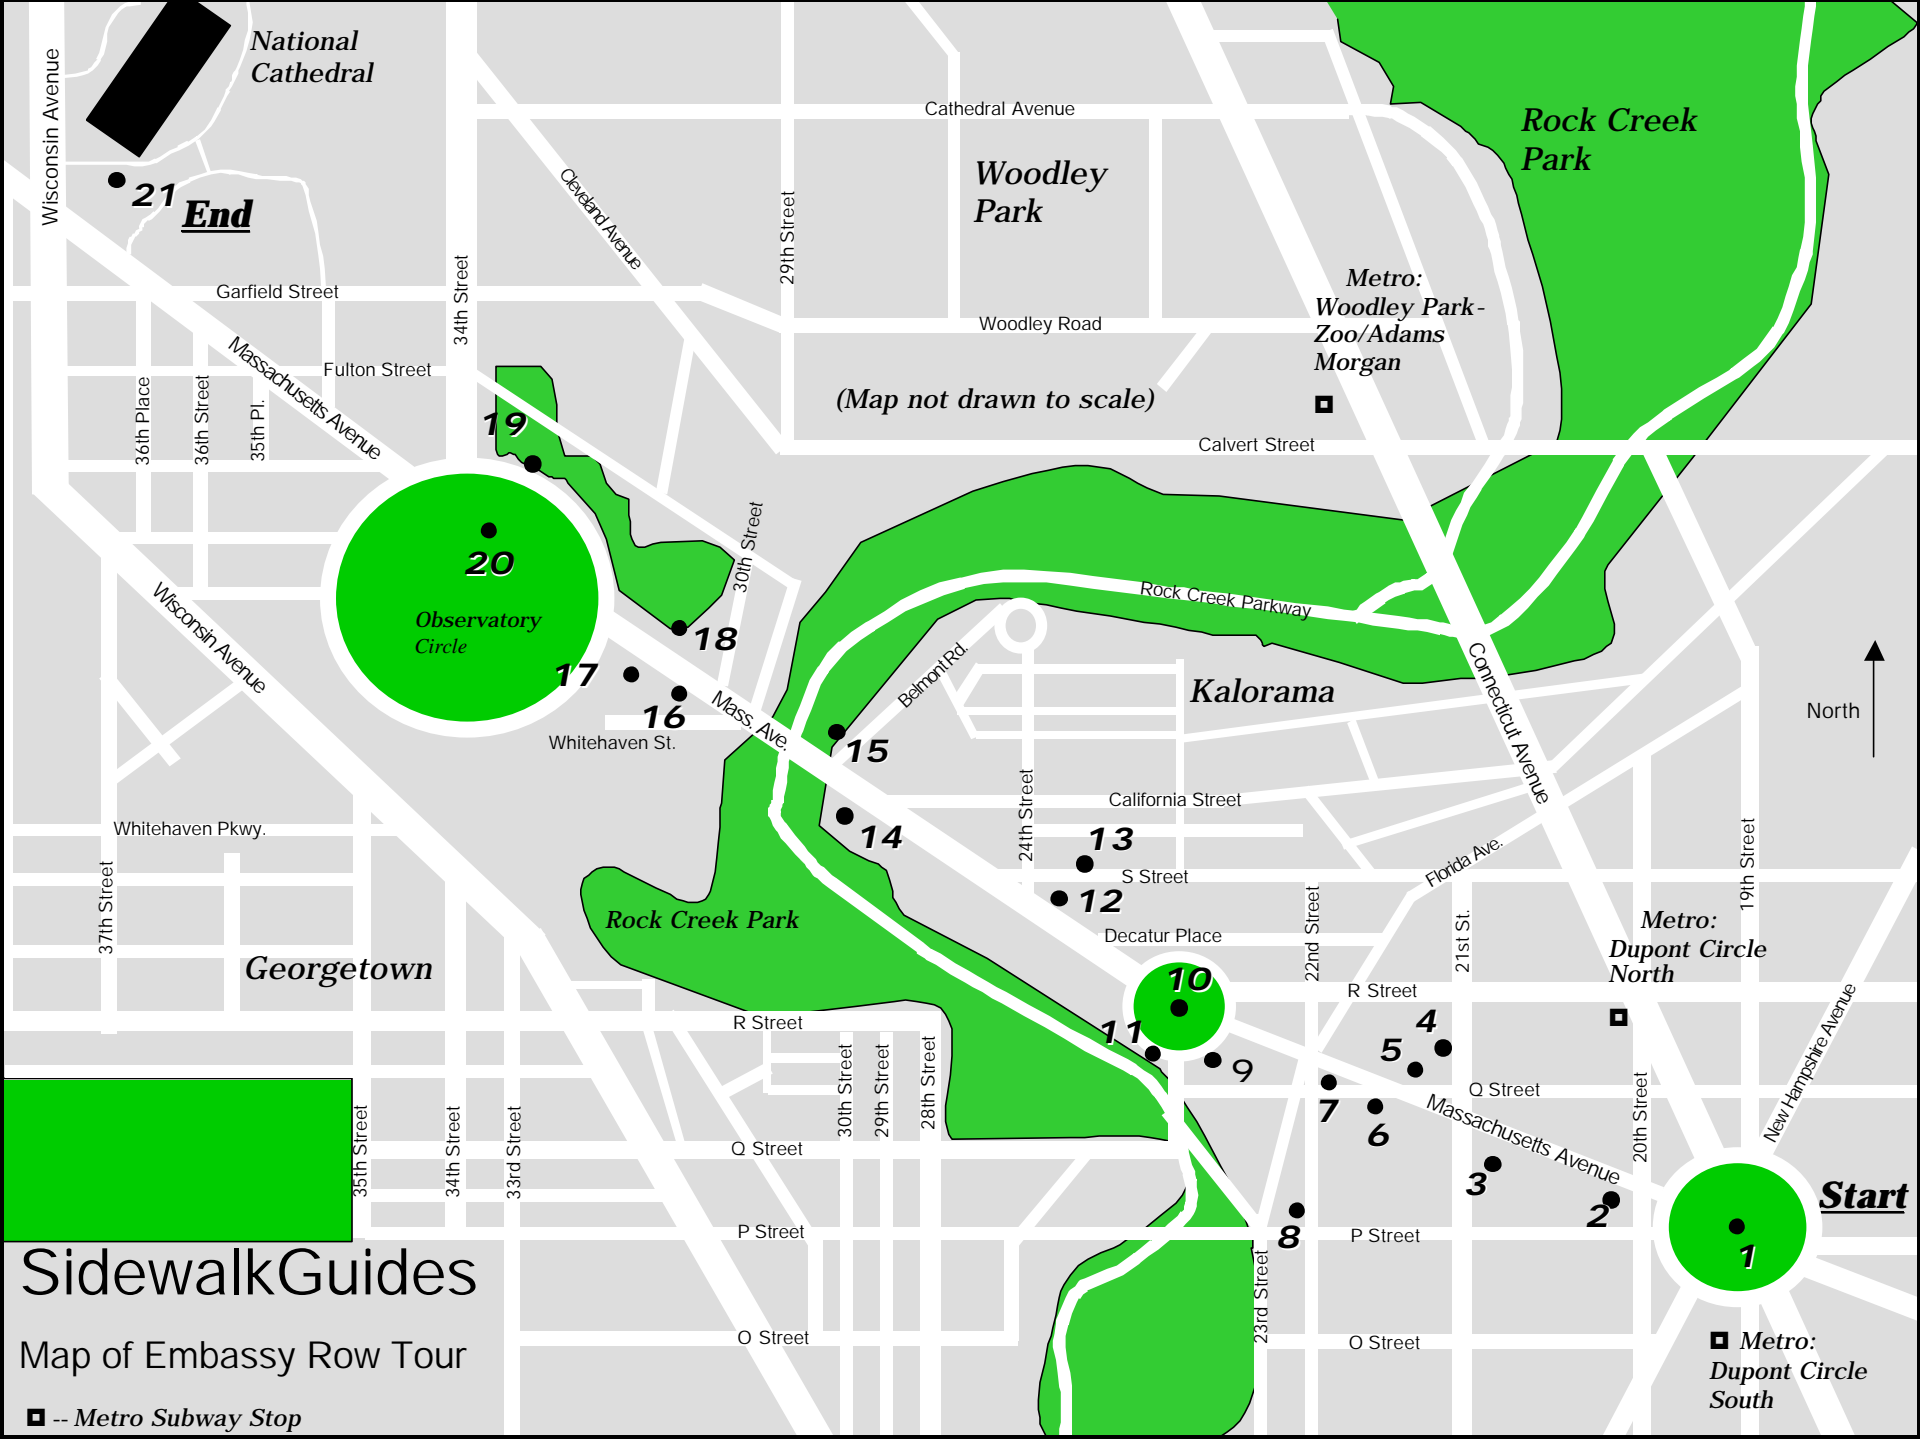 National
Cathedral
Wisconsin Avenue
21
End
Cathedral Avenue
Rock Creek
Park
Woodley
Park
Cleveland Avenue
29th Street
34th Street
Garfield Street
Metro:
Woodley Park-
Zoo/Adams
Morgan
Woodley Road
Massachusetts Avenue
Fulton Street
36th Place
36th Street
35th Pl.
(Map not drawn to scale)
19
Calvert Street
20
Observatory
Circle
30th Street
Rock Creek Parkway
Wisconsin Avenue
18
17
16
Mass. Ave.
Whitehaven St.
Belmont Rd.
Kalorama
Connecticut Avenue
North
15
14
24th Street
California Street
13
S Street
12
Whitehaven Pkwy.
37th Street
Florida Ave.
19th Street
Rock Creek Park
Georgetown
Decatur Place
22nd Street
21st St.
Metro:
Dupont Circle
North
10
R Street
New Hampshire Avenue
R Street
11
9
4
5
Q Street
7
6
Massachusetts Avenue
20th Street
30th Street
29th Street
28th Street
35th Street
34th Street
33rd Street
Q Street
3
2
Start
1
8
P Street
P Street
23rd Street
O Street
O Street
SidewalkGuides
Map of Embassy Row Tour
-- Metro Subway Stop
Metro:
Dupont Circle
South